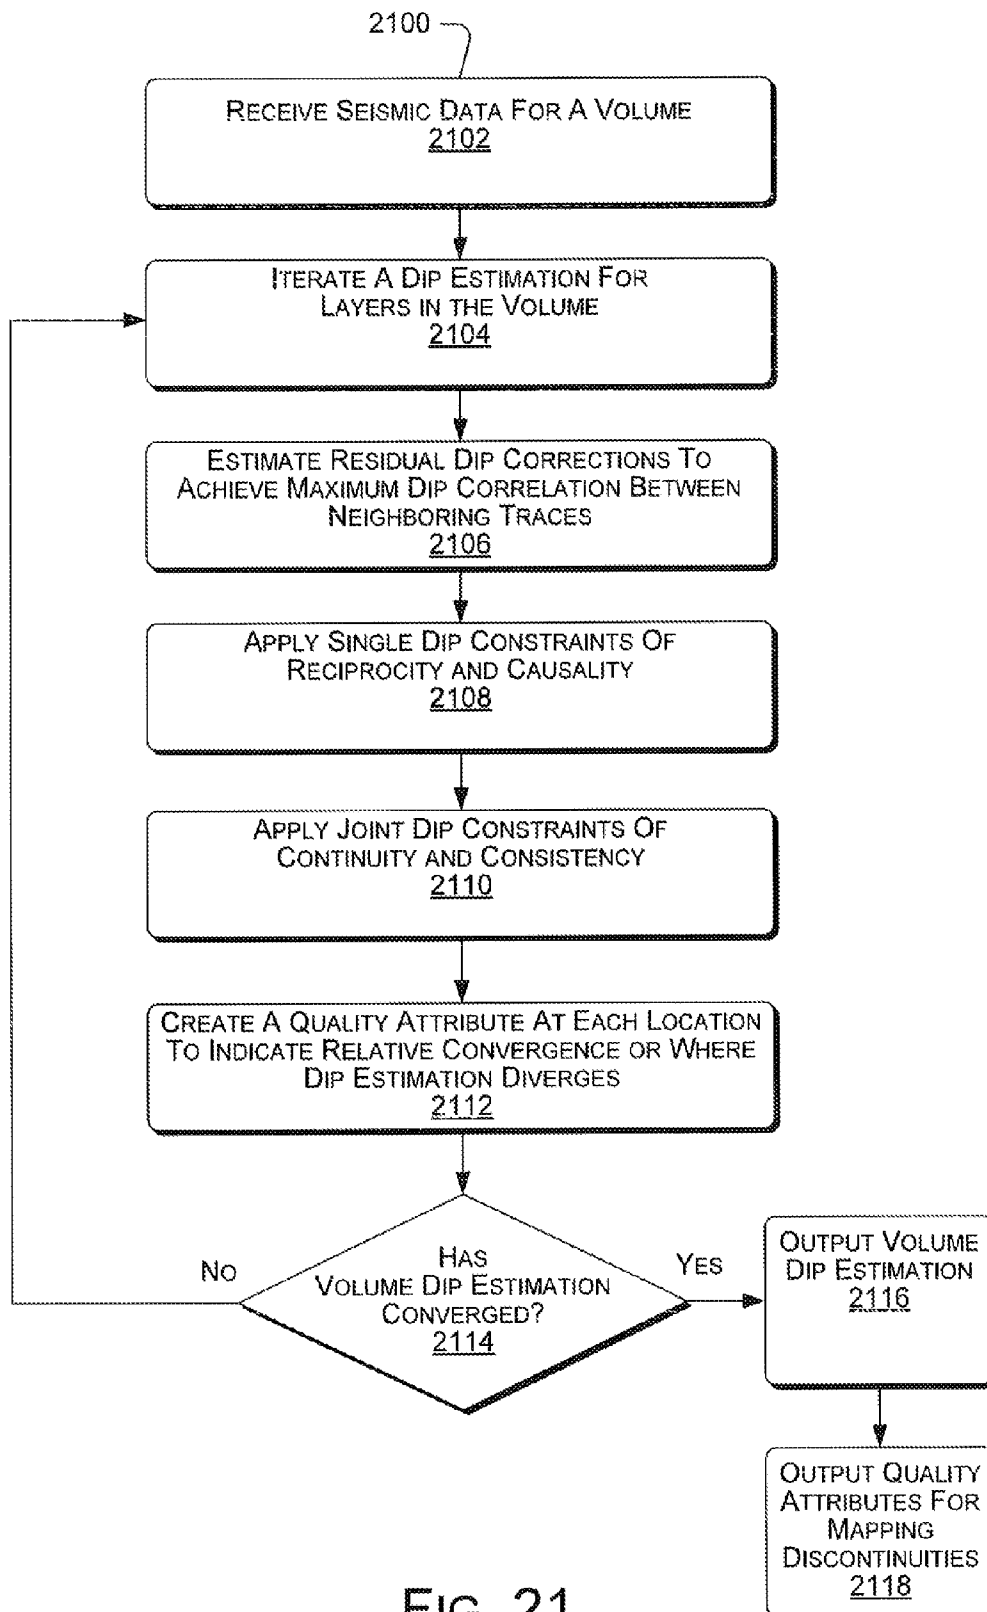 2100
RECEIVE SEISMIC DATA FOR A VOLUME
2102
ITERATE A DIP ESTIMATION FOR
LAYERS IN THE VOLUME
2104
ESTIMATE RESIDUAL DIP CORRECTIONS TO
ACHIEVE MAXIMUM DIP CORRELATION BETWEEN
NEIGHBORING TRACES
2106
APPLY SINGLE DIP CONSTRAINTS OF
RECIPROCITY AND CAUSALITY
2108
APPLY JOINT DIP CONSTRAINTS OF
CONTINUITY AND CONSISTENCY
2110
CREATE A QUALITY ATTRIBUTE AT EACH LOCATION
TO INDICATE RELATIVE CONVERGENCE OR WHERE
DIP ESTIMATION DIVERGES
2112
HAS
VOLUME DIP ESTIMATION
CONVERGED?
2114
NO
YES
OUTPUT VOLUME
DIP ESTIMATION
2116
OUTPUT QUALITY
ATTRIBUTES FOR
MAPPING
DISCONTINUITIES
2118
FIG. 21